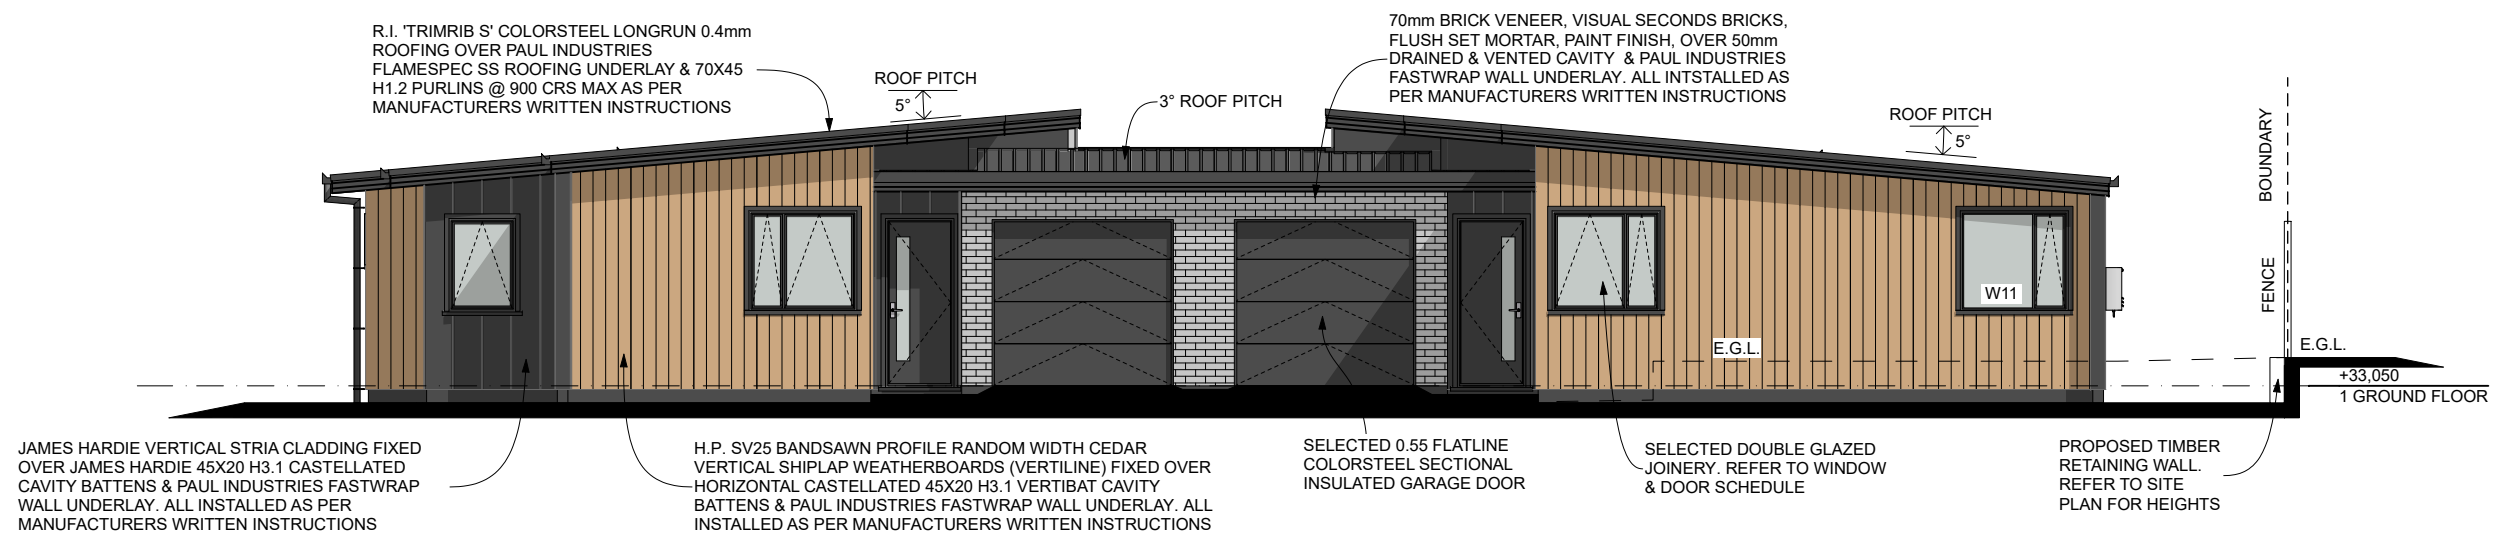 R.I. 'TRIMRIB S' COLORSTEEL LONGRUN 0.4mm
ROOFING OVER PAUL INDUSTRIES
FLAMESPEC SS ROOFING UNDERLAY & 70X45
H1.2 PURLINS @ 900 CRS MAX AS PER
MANUFACTURERS WRITTEN INSTRUCTIONS
ROOF PITCH
5°
3° ROOF PITCH
70mm BRICK VENEER, VISUAL SECONDS BRICKS,
FLUSH SET MORTAR, PAINT FINISH, OVER 50mm
DRAINED & VENTED CAVITY & PAUL INDUSTRIES
FASTWRAP WALL UNDERLAY. ALL INTSTALLED AS
PER MANUFACTURERS WRITTEN INSTRUCTIONS
ROOF PITCH
5°
BOUNDARY
FENCE
W11
E.G.L.
E.G.L.
+33,050
1 GROUND FLOOR
JAMES HARDIE VERTICAL STRIA CLADDING FIXED
OVER JAMES HARDIE 45X20 H3.1 CASTELLATED
CAVITY BATTENS & PAUL INDUSTRIES FASTWRAP
WALL UNDERLAY. ALL INSTALLED AS PER
MANUFACTURERS WRITTEN INSTRUCTIONS
H.P. SV25 BANDSAWN PROFILE RANDOM WIDTH CEDAR
VERTICAL SHIPLAP WEATHERBOARDS (VERTILINE) FIXED OVER
HORIZONTAL CASTELLATED 45X20 H3.1 VERTIBAT CAVITY
BATTENS & PAUL INDUSTRIES FASTWRAP WALL UNDERLAY. ALL
INSTALLED AS PER MANUFACTURERS WRITTEN INSTRUCTIONS
SELECTED 0.55 FLATLINE
COLORSTEEL SECTIONAL
INSULATED GARAGE DOOR
SELECTED DOUBLE GLAZED
JOINERY. REFER TO WINDOW
& DOOR SCHEDULE
PROPOSED TIMBER
RETAINING WALL.
REFER TO SITE
PLAN FOR HEIGHTS